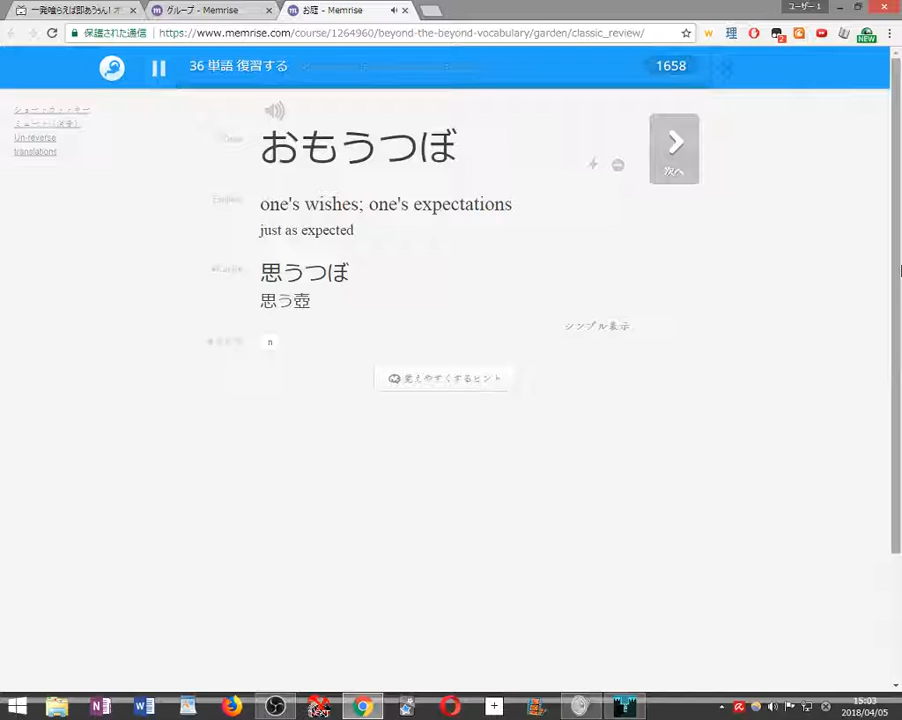 一発喰らえば即あうん! オ
グループ - Memrise
お庭 - Memrise
ユーザー 1
保護された通信
https://www.memrise.com/course/1264960/beyond-the-beyond-vocabulary/garden/classic_review/
NEW
36 単語 復習する
1658
Un-reverse
translations
おもうつぼ
次へ
one's wishes; one's expectations
just as expected
思うつぼ
思う壺
シンプル表示
n
覚えやすくするヒント
15:03
2018/04/05